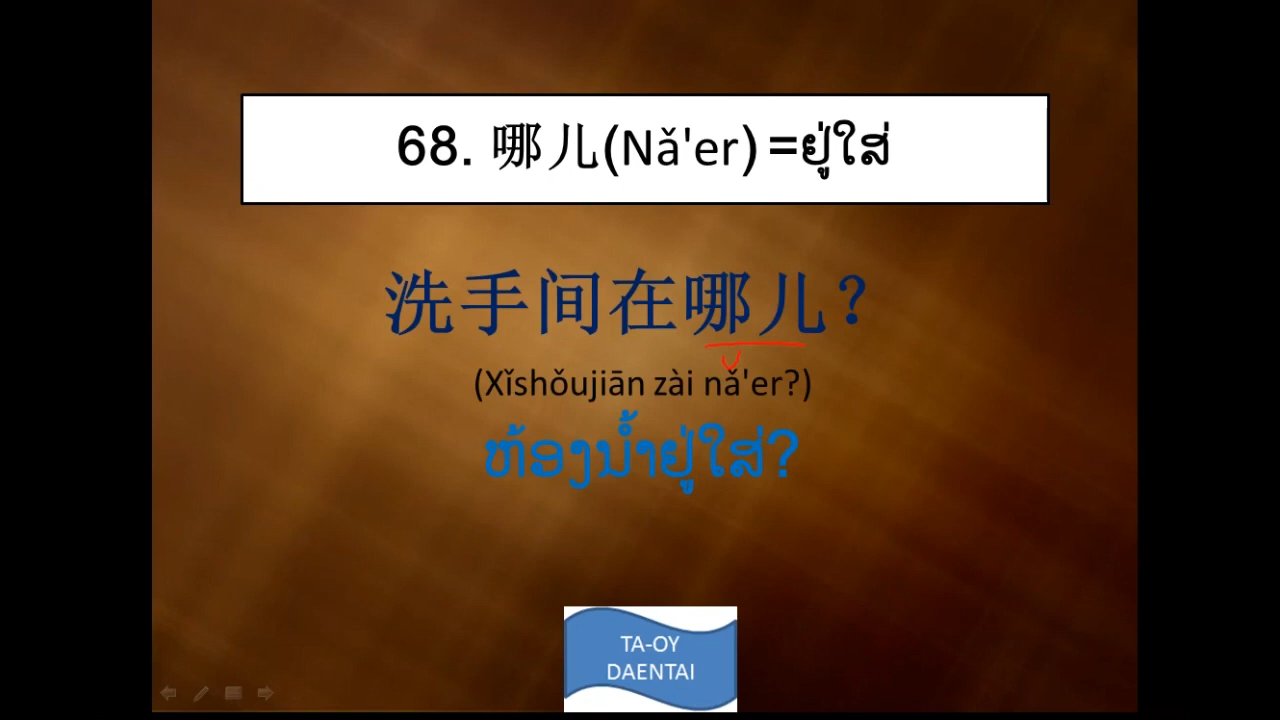 68. 哪儿(Nǎ'er) =ຢູ່ໃສ່
洗手间在哪儿？
(Xǐshǒujiān zài nǎ'er?)
ຫ້ອງນ້ຳຢູ່ໃສ່?
TA-OY
DAENTAI